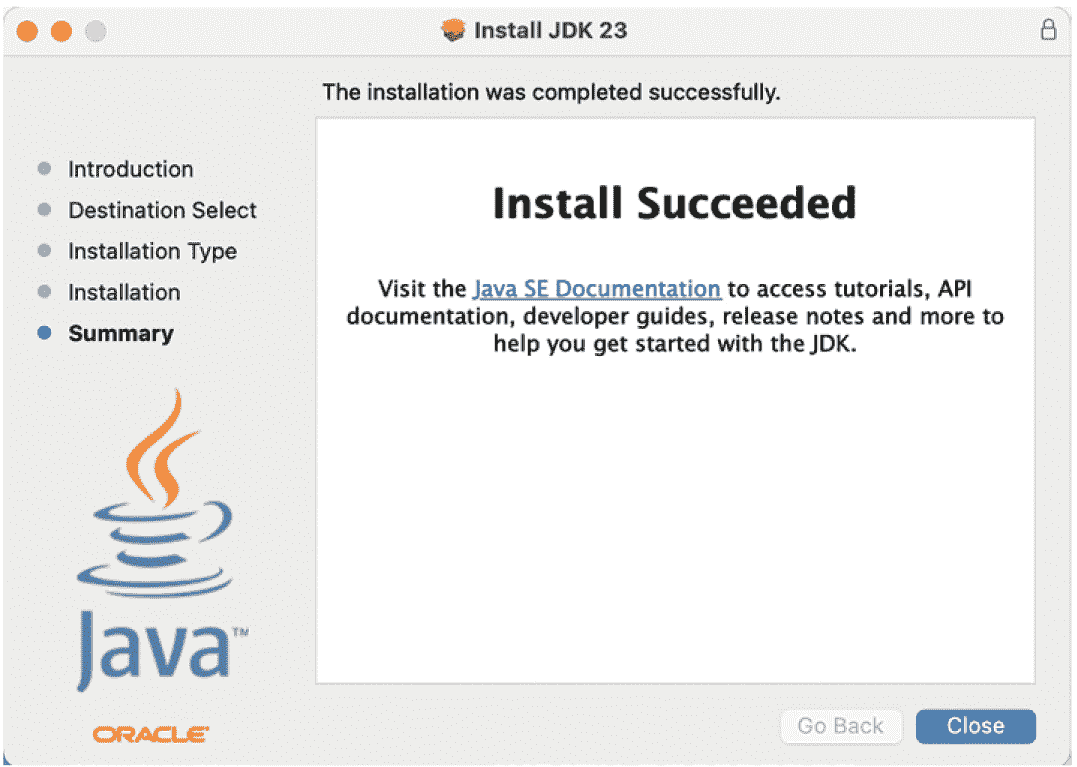 Install JDK 23
The installation was completed successfully.
Introduction
Destination Select
Installation Type
Installation
Summary
Install Succeeded
Visit the Java SE Documentation to access tutorials, API
documentation, developer guides, release notes and more to
help you get started with the JDK.
Java™
ORACLE
Go Back
Close